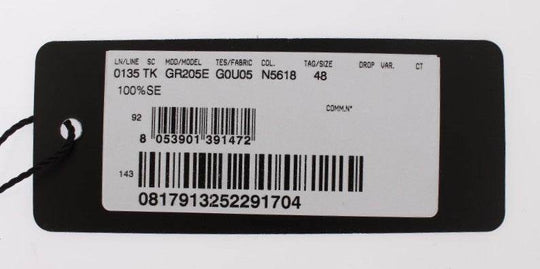 LN/LINE SC MOD/MODEL TES/FABRIC COL. TAG/SIZE DROP VAR. CT
0135 TK GR205E G0U05 N5618 48
100%SE
COMM.N°
92
8 053901 391472
143
0817913252291704